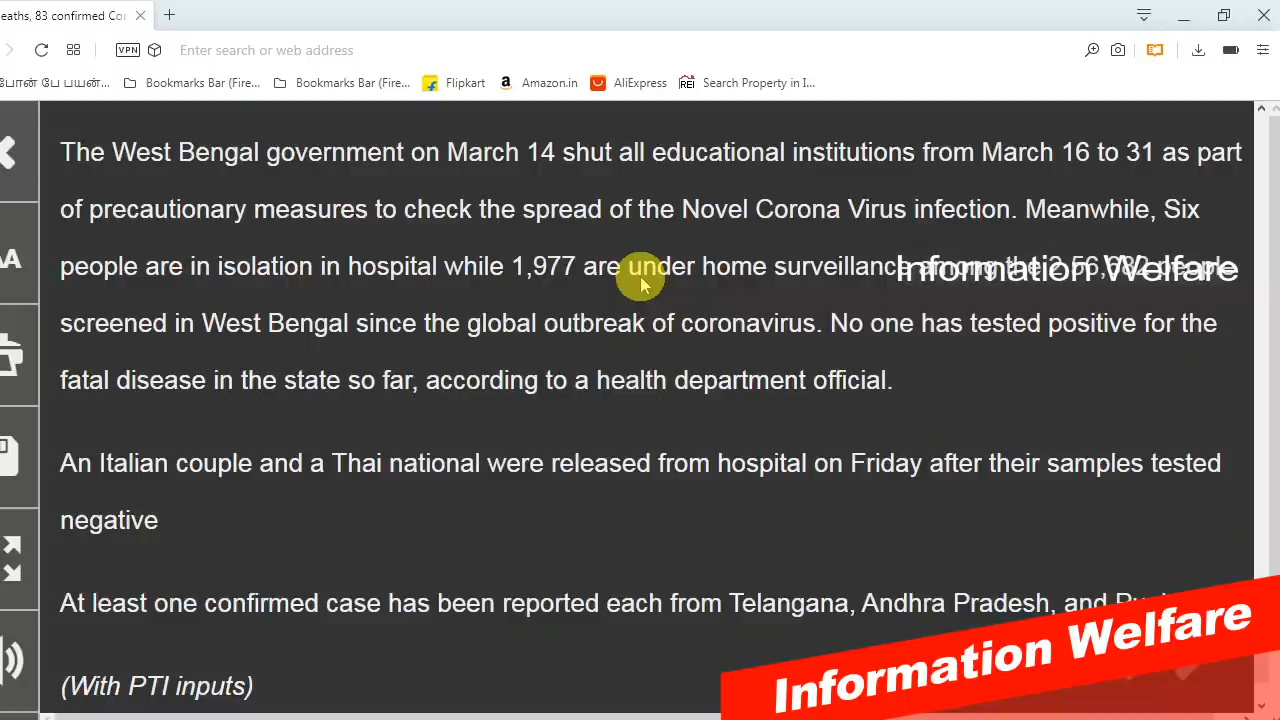 eaths, 83 confirmed Co
VPN Enter search or web address
Bookmarks Bar (Fire...
Bookmarks Bar (Fire...
Flipkart
Amazon.in
AliExpress
REI Search Property in I...
The West Bengal government on March 14 shut all educational institutions from March 16 to 31 as part
of precautionary measures to check the spread of the Novel Corona Virus infection. Meanwhile, Six
people are in isolation in hospital while 1,977 are under home surveillance among the 2,56,682 people
Information Welfare
screened in West Bengal since the global outbreak of coronavirus. No one has tested positive for the
fatal disease in the state so far, according to a health department official.
An Italian couple and a Thai national were released from hospital on Friday after their samples tested
negative
At least one confirmed case has been reported each from Telangana, Andhra Pradesh, and
(With PTI inputs)
Information Welfare
AA